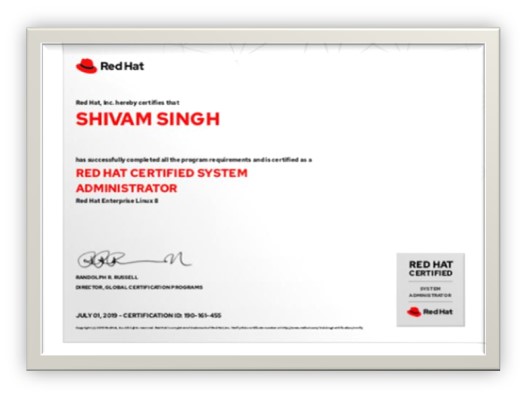 Red Hat
Red Hat, Inc. hereby certifies that
SHIVAM SINGH
has successfully completed all the program requirements and is certified as a
RED HAT CERTIFIED SYSTEM
ADMINISTRATOR
Red Hat Enterprise Linux 8
RANDOLPH R. RUSSELL
DIRECTOR, GLOBAL CERTIFICATION PROGRAMS
JULY 01, 2019 - CERTIFICATION ID: 190-161-455
RED HAT
CERTIFIED
SYSTEM
ADMINISTRATOR
Red Hat